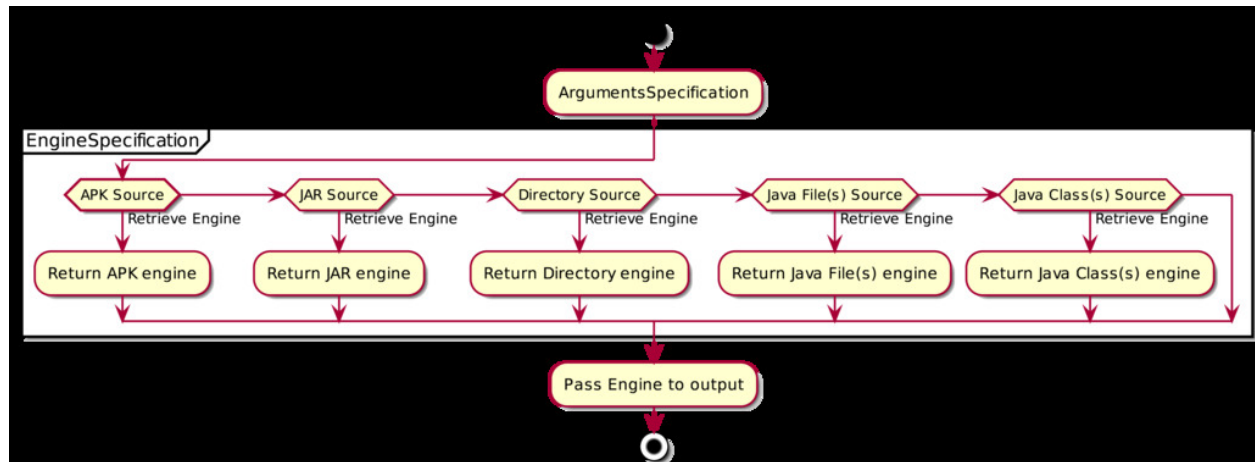 ArgumentsSpecification
EngineSpecification
APK Source
JAR Source
Directory Source
Java File(s) Source
Java Class(s) Source
Retrieve Engine
Retrieve Engine
Retrieve Engine
Retrieve Engine
Retrieve Engine
Return APK engine
Return JAR engine
Return Directory engine
Return Java File(s) engine
Return Java Class(s) engine
Pass Engine to output